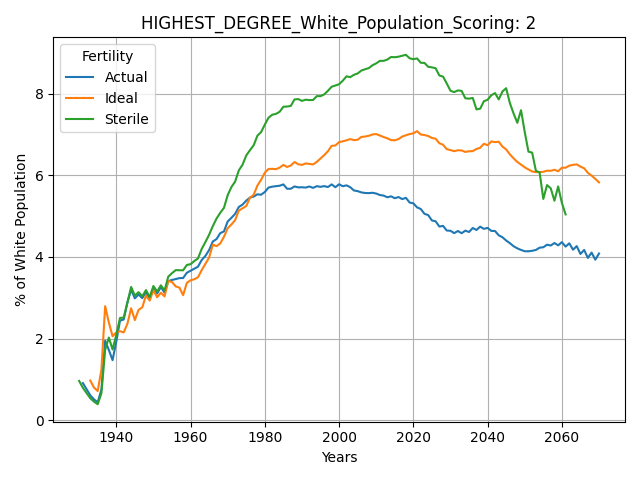 HIGHEST_DEGREE_White_Population_Scoring: 2
Fertility
Actual
Ideal
Sterile
% of White Population
8
6
4
2
0
1940 1960 1980 2000 2020 2040 2060
Years